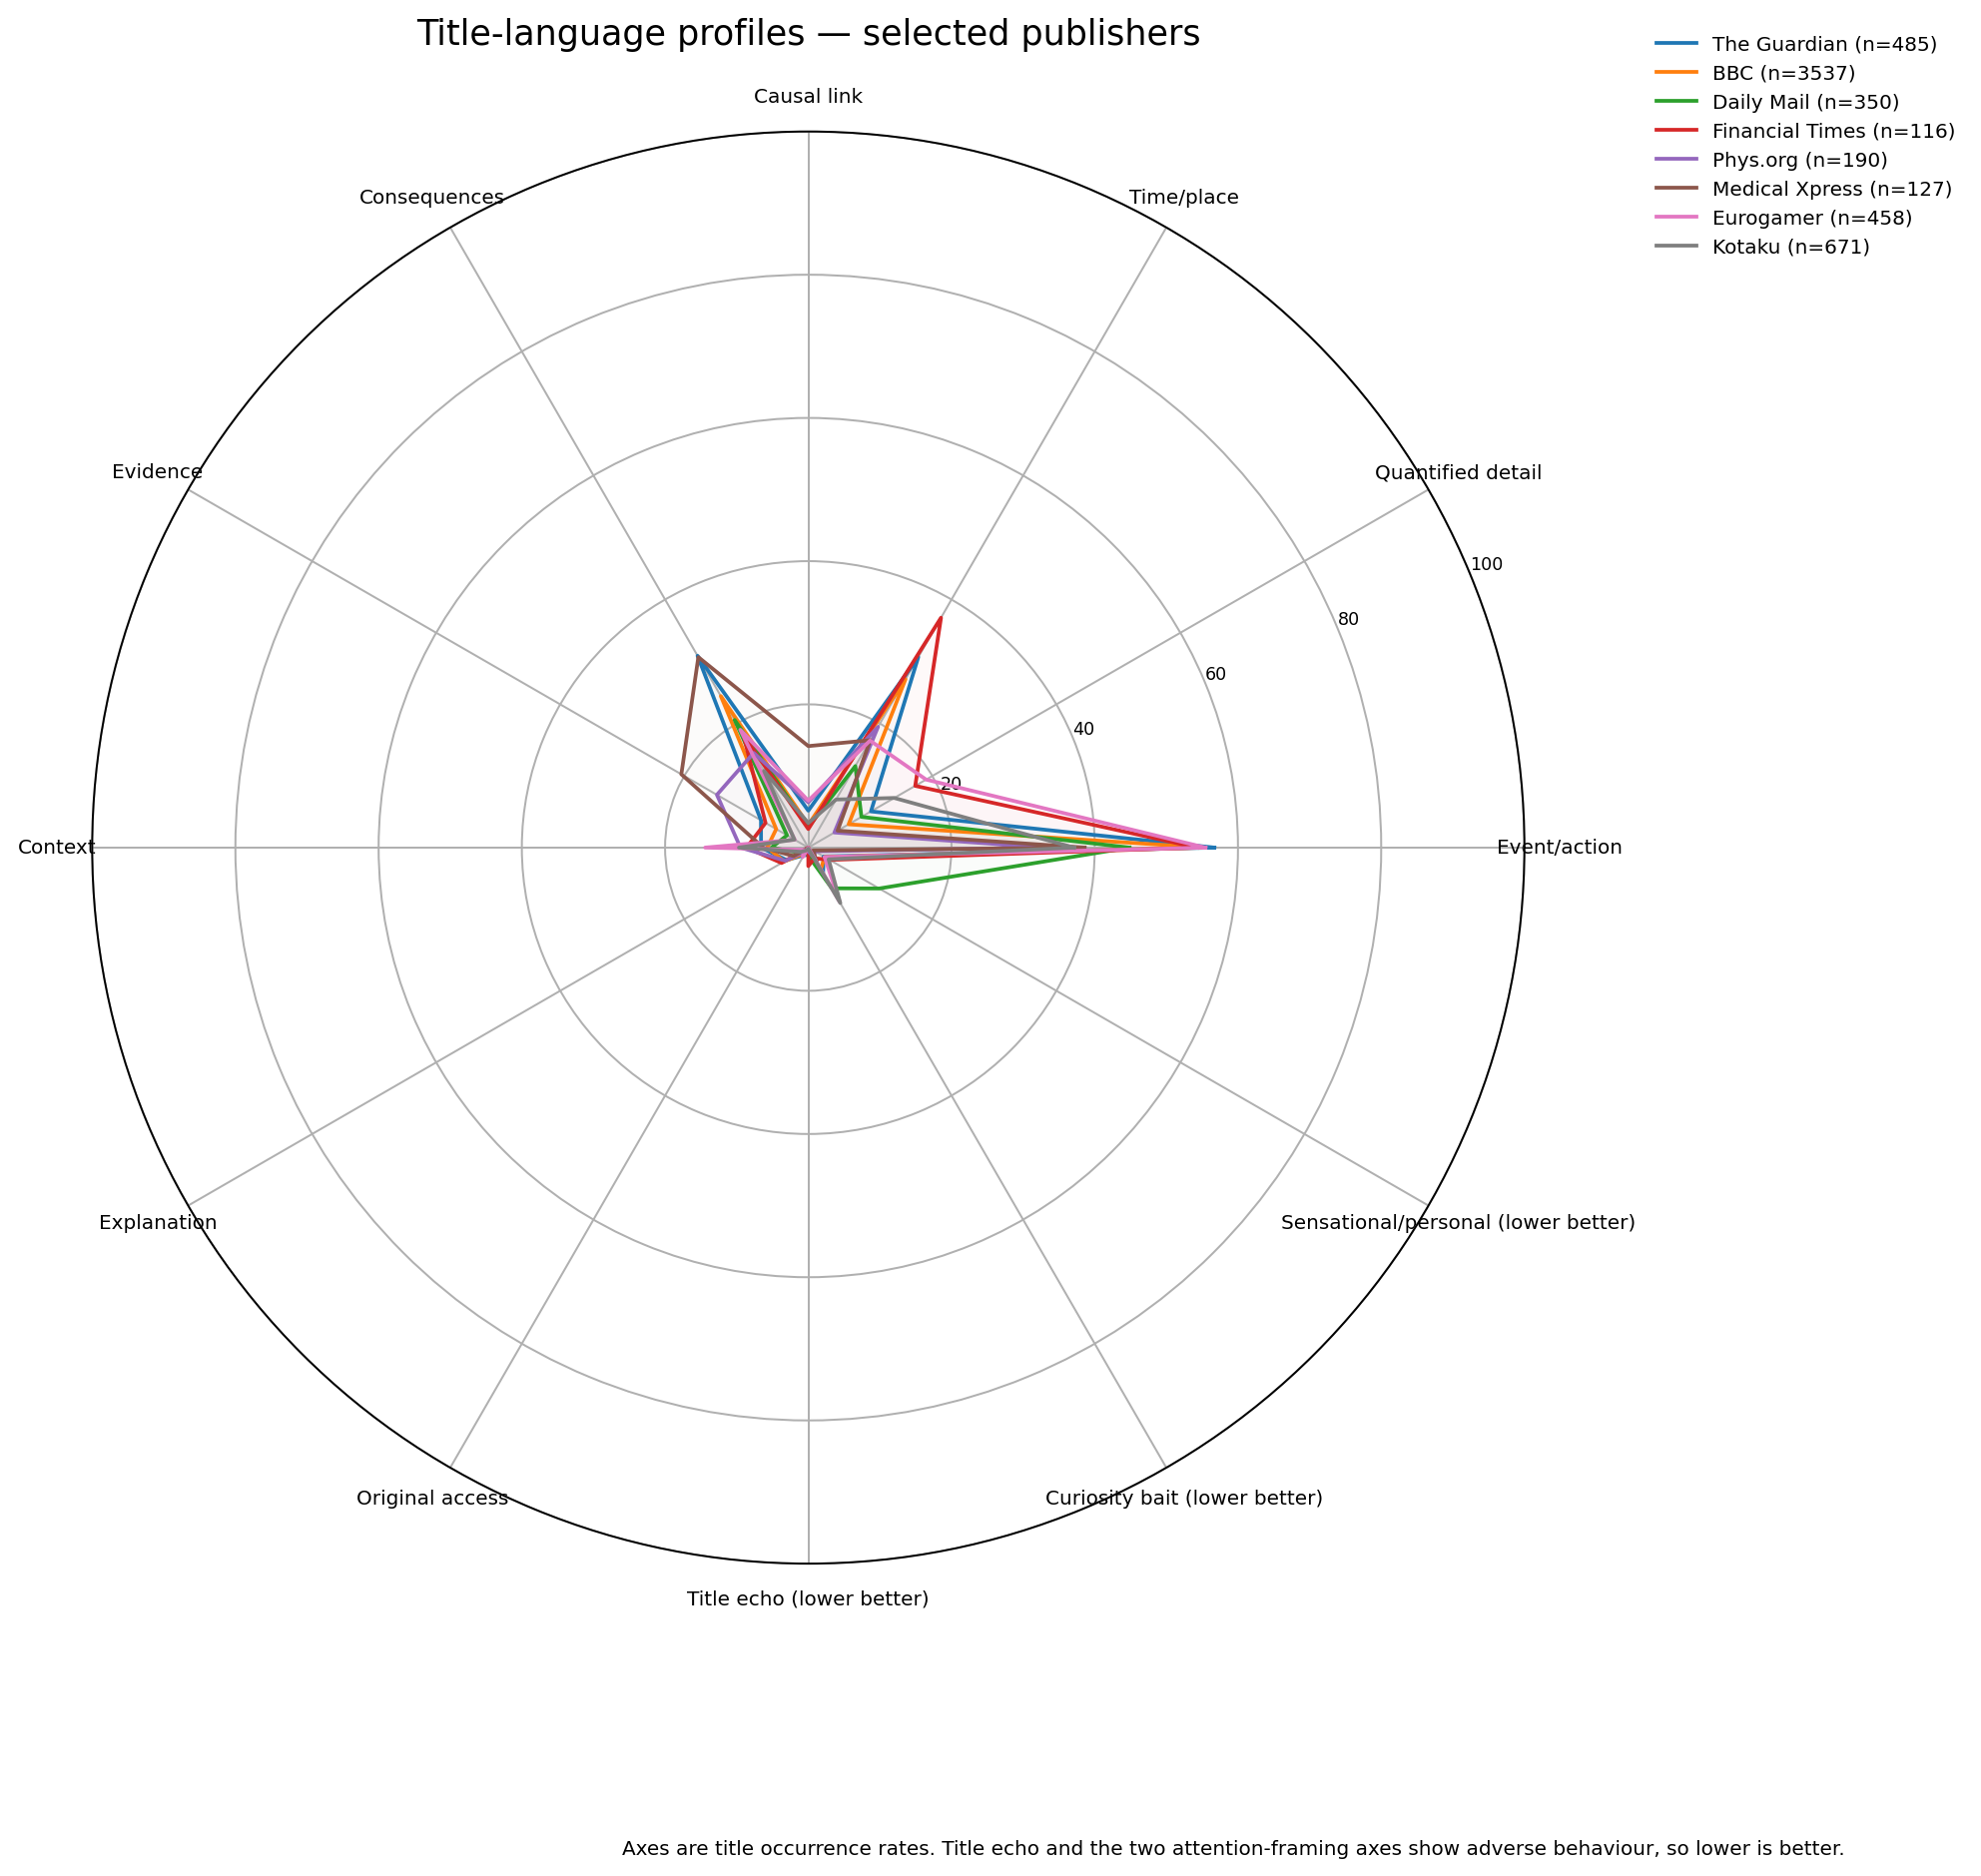 Title-language profiles — selected publishers
The Guardian (n=485)
BBC (n=3537)
Daily Mail (n=350)
Financial Times (n=116)
Phys.org (n=190)
Medical Xpress (n=127)
Eurogamer (n=458)
Kotaku (n=671)
Causal link
Consequences
Time/place
Evidence
Quantified detail
100
80
60
40
20
Context
Event/action
Explanation
Sensational/personal (lower better)
Original access
Curiosity bait (lower better)
Title echo (lower better)
Axes are title occurrence rates. Title echo and the two attention-framing axes show adverse behaviour, so lower is better.